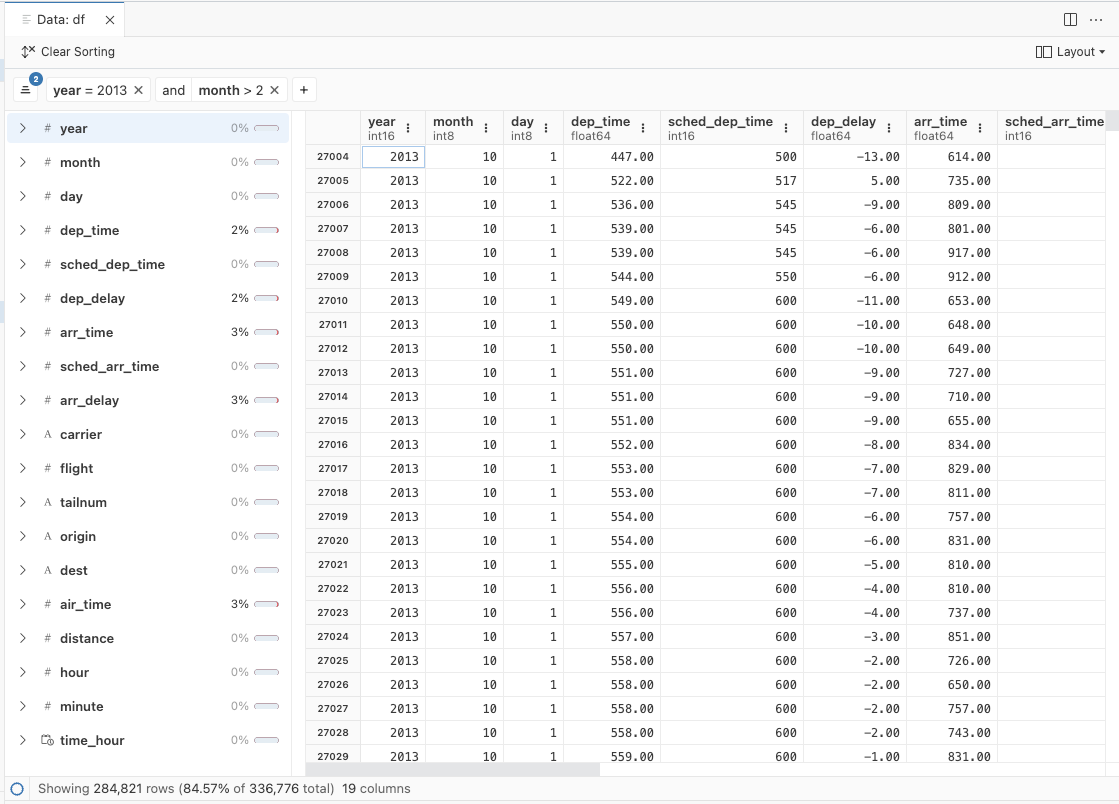 Data: df
Clear Sorting
Layout
2
year = 2013
and
month > 2
+
# year 0%
# month 0%
# day 0%
# dep_time 2%
# sched_dep_time 0%
# dep_delay 2%
# arr_time 3%
# sched_arr_time 0%
# arr_delay 3%
A carrier 0%
# flight 0%
A tailnum 0%
A origin 0%
A dest 0%
# air_time 3%
# distance 0%
# hour 0%
# minute 0%
time_hour 0%
year month day dep_time sched_dep_time dep_delay arr_time sched_arr_time
int16 int8 int8 float64 int16 float64 float64 int16
27004 2013 10 1 447.00 500 −13.00 614.00
27005 2013 10 1 522.00 517 5.00 735.00
27006 2013 10 1 536.00 545 −9.00 809.00
27007 2013 10 1 539.00 545 −6.00 801.00
27008 2013 10 1 539.00 545 −6.00 917.00
27009 2013 10 1 544.00 550 −6.00 912.00
27010 2013 10 1 549.00 600 −11.00 653.00
27011 2013 10 1 550.00 600 −10.00 648.00
27012 2013 10 1 550.00 600 −10.00 649.00
27013 2013 10 1 551.00 600 −9.00 727.00
27014 2013 10 1 551.00 600 −9.00 710.00
27015 2013 10 1 551.00 600 −9.00 655.00
27016 2013 10 1 552.00 600 −8.00 834.00
27017 2013 10 1 553.00 600 −7.00 829.00
27018 2013 10 1 553.00 600 −7.00 811.00
27019 2013 10 1 554.00 600 −6.00 757.00
27020 2013 10 1 554.00 600 −6.00 831.00
27021 2013 10 1 555.00 600 −5.00 810.00
27022 2013 10 1 556.00 600 −4.00 810.00
27023 2013 10 1 556.00 600 −4.00 737.00
27024 2013 10 1 557.00 600 −3.00 851.00
27025 2013 10 1 558.00 600 −2.00 726.00
27026 2013 10 1 558.00 600 −2.00 650.00
27027 2013 10 1 558.00 600 −2.00 757.00
27028 2013 10 1 558.00 600 −2.00 743.00
27029 2013 10 1 559.00 600 −1.00 831.00
Showing 284,821 rows (84.57% of 336,776 total) 19 columns